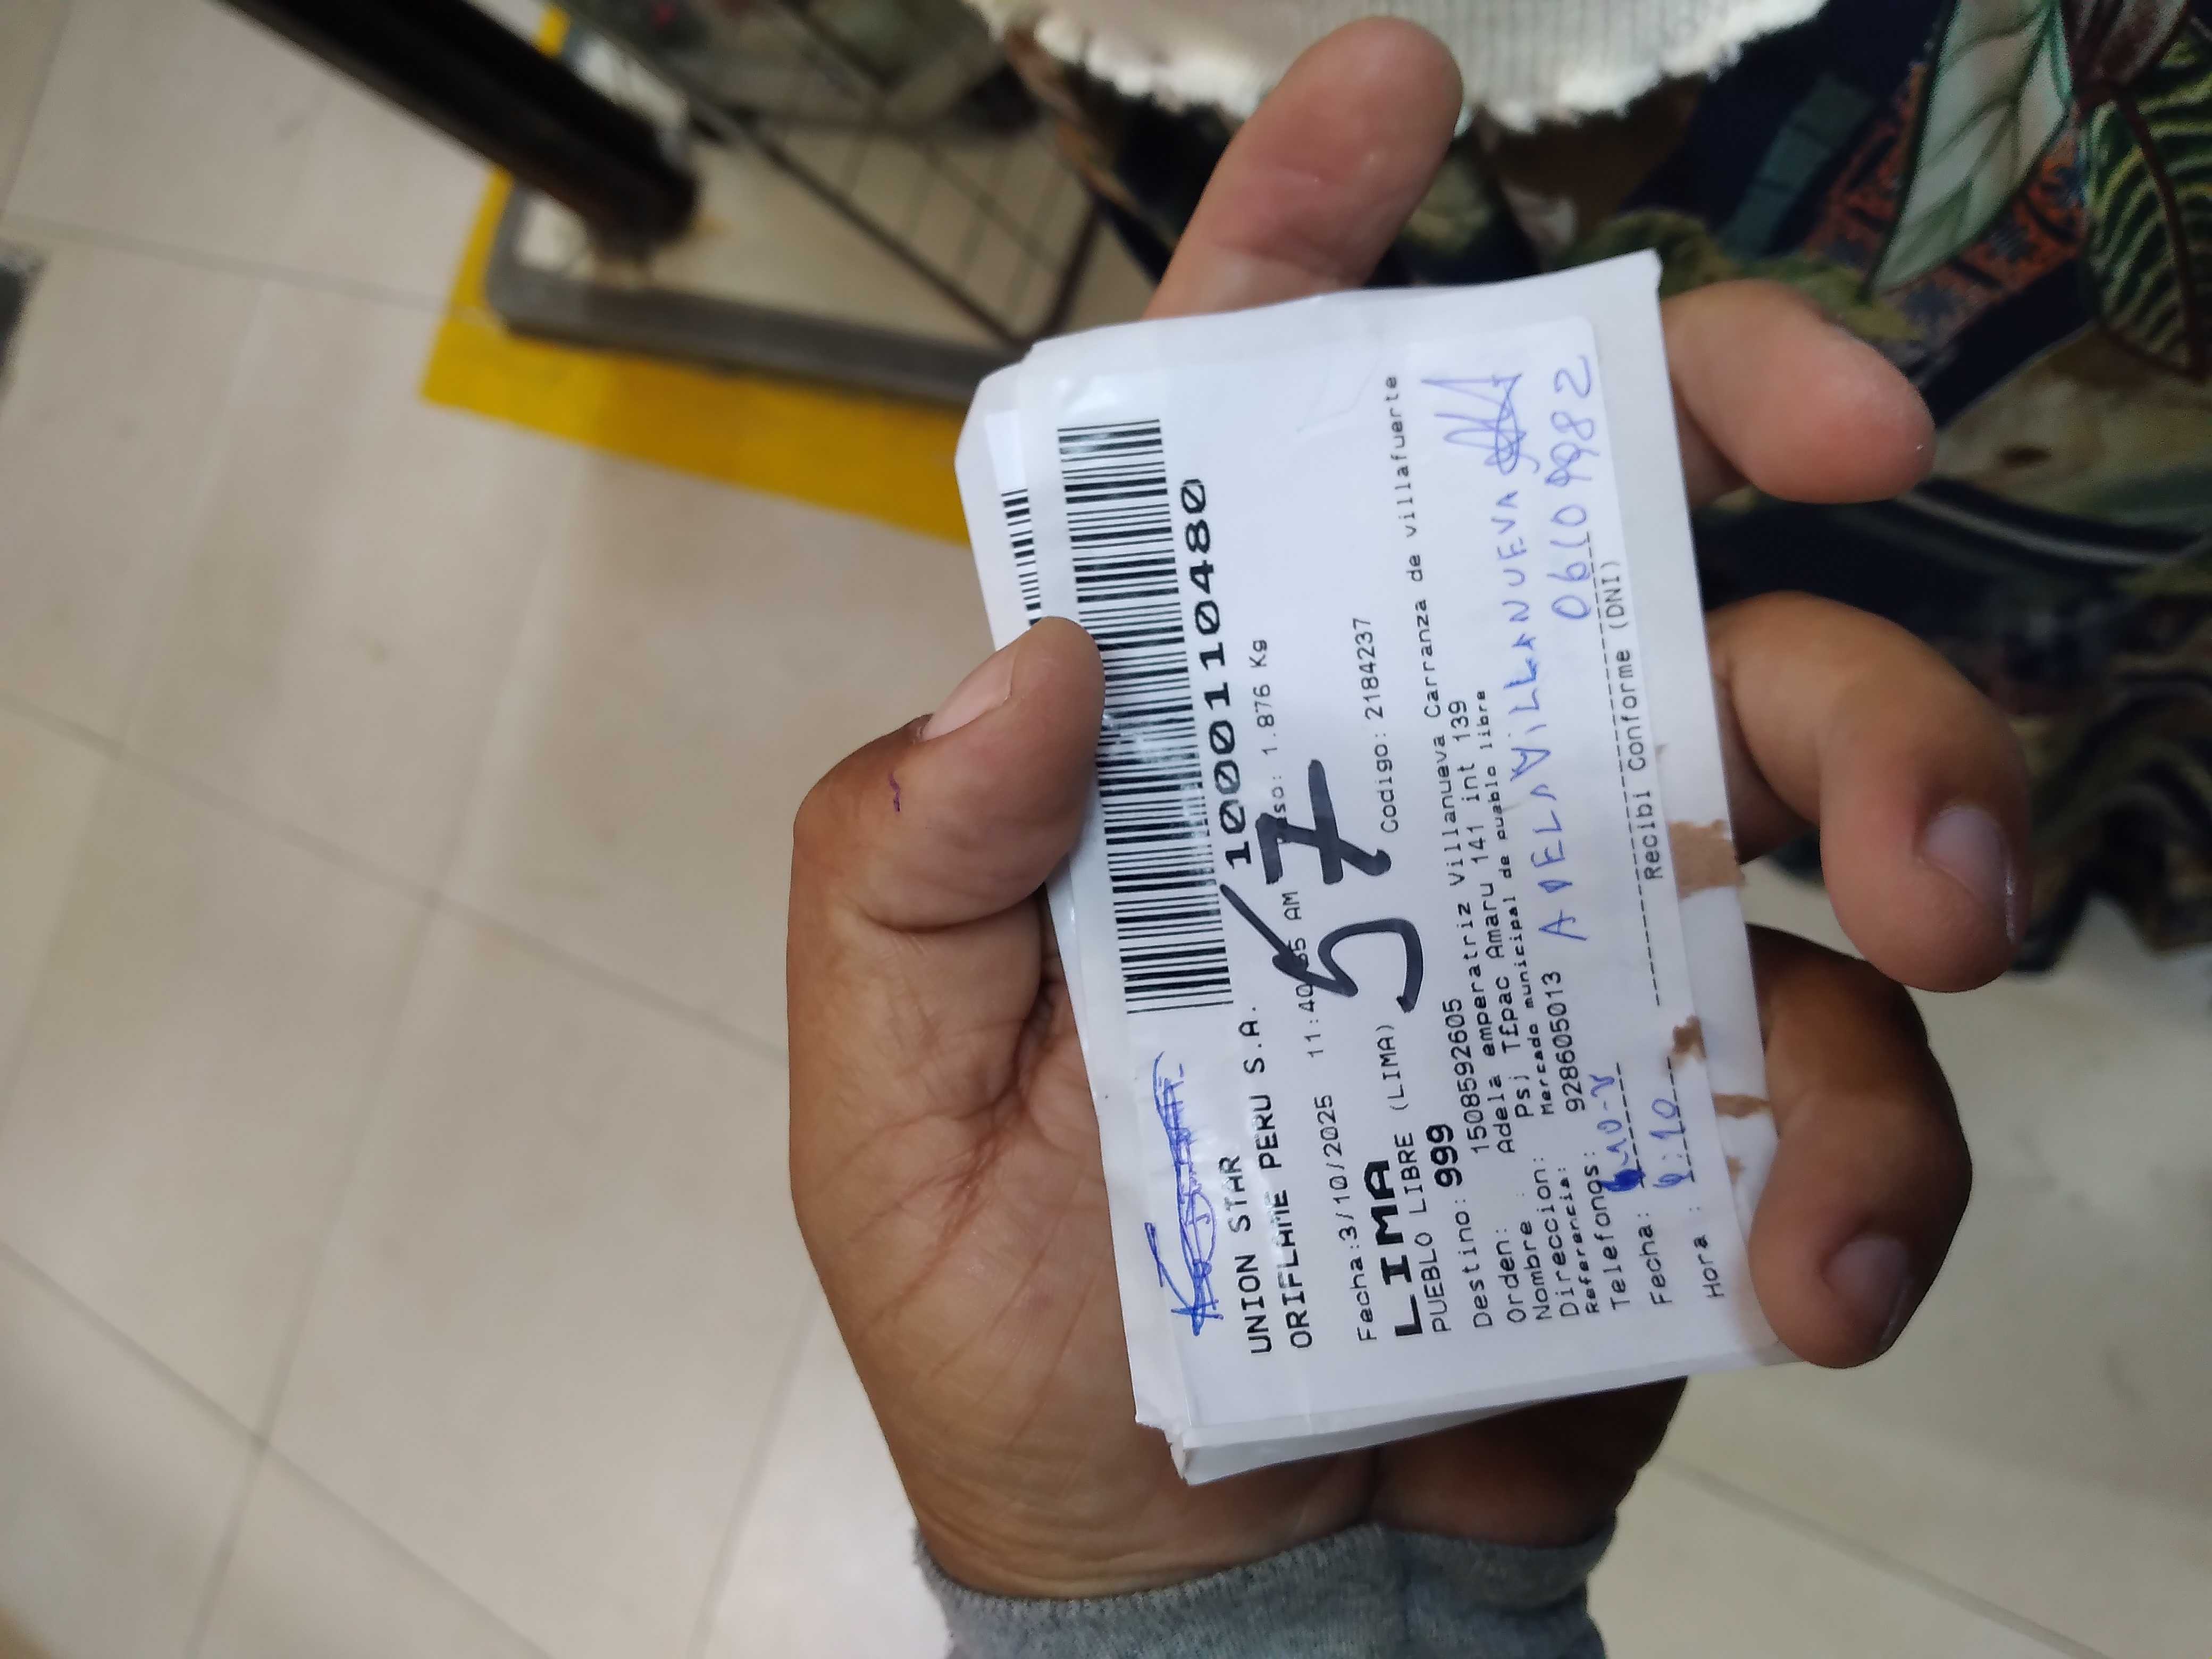 UNION STAR
ORIFLAME PERU S.A.
1000110480
Fecha:3/10/2025 11:40 AM 1.876 Kg
57
LIMA
PUEBLO LIBRE (LIMA) Codigo: 2184237
Destino: 999
Orden: 1508592605
Nombre : Adela emperatriz Villanueva Carranza de villafuerte
Direccion: Psj Tipac Amaru 141 int 139
Referencia: Mercado municipal de pueblo libre
Telefonos: 928605013
ADELA VILLANUEVA
Fecha:
06109982
Hora :
Recibi Conforme (DNI)